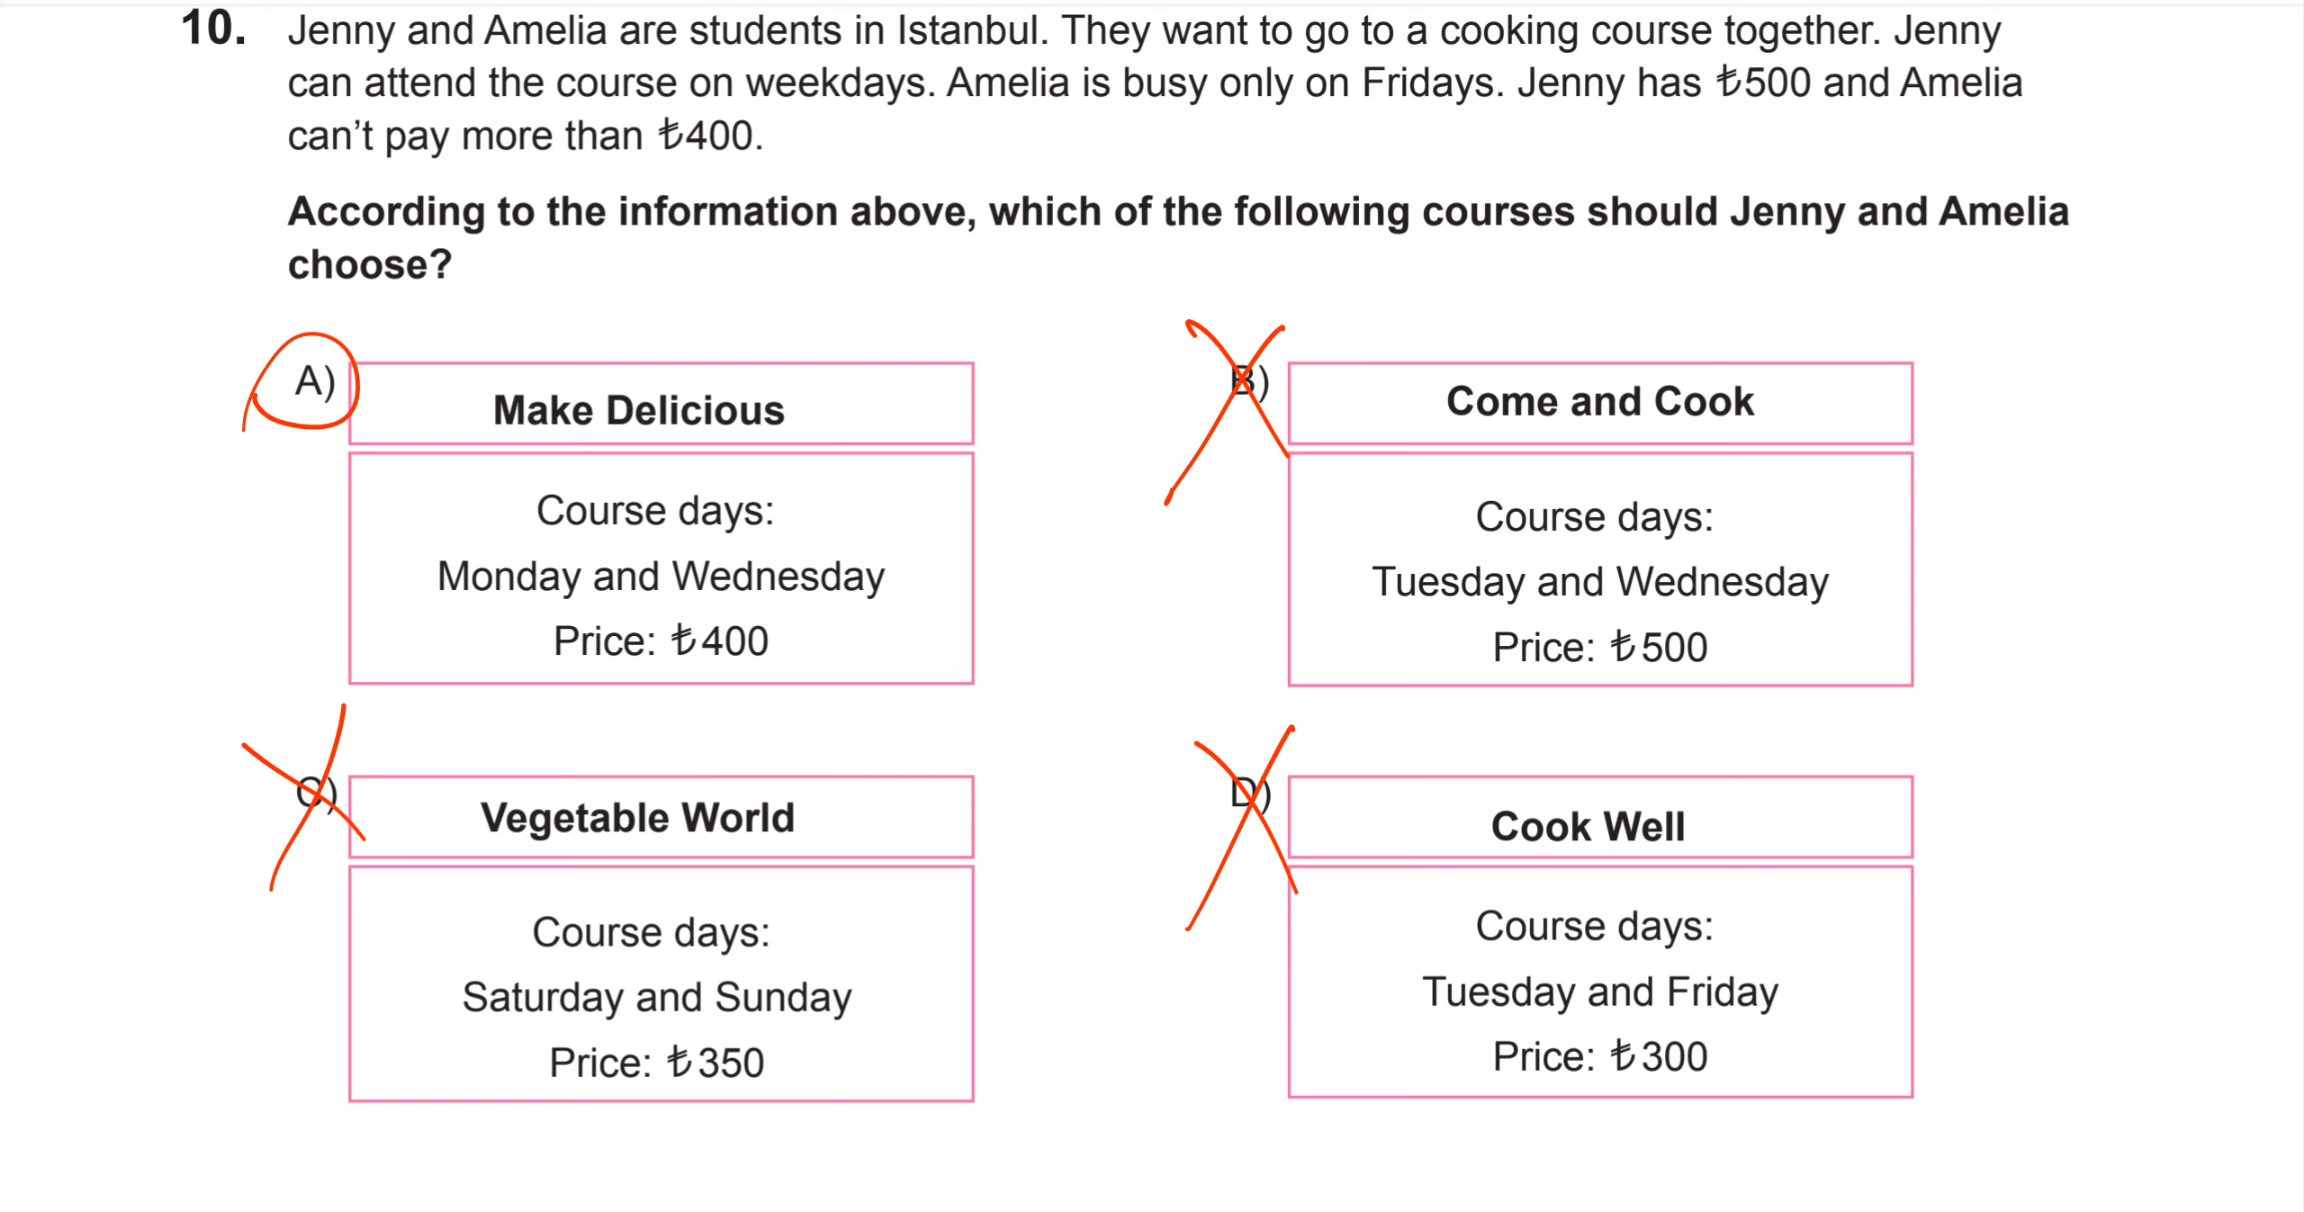 10. Jenny and Amelia are students in Istanbul. They want to go to a cooking course together. Jenny
can attend the course on weekdays. Amelia is busy only on Fridays. Jenny has ₺500 and Amelia
can’t pay more than ₺400.
According to the information above, which of the following courses should Jenny and Amelia
choose?
A)
Make Delicious
Course days:
Monday and Wednesday
Price: ₺400
B)
Come and Cook
Course days:
Tuesday and Wednesday
Price: ₺500
C)
Vegetable World
Course days:
Saturday and Sunday
Price: ₺350
D)
Cook Well
Course days:
Tuesday and Friday
Price: ₺300